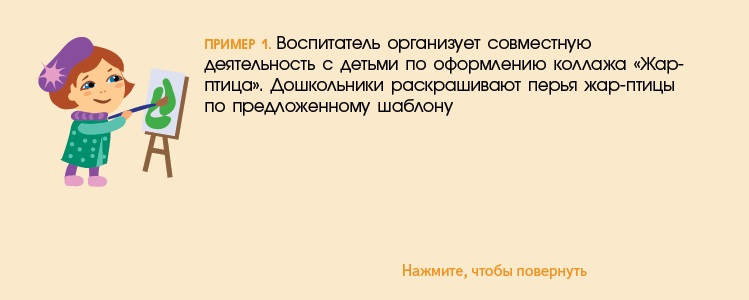 ПРИМЕР 1. Воспитатель организует совместную
деятельность с детьми по оформлению коллажа «Жар-
птица». Дошкольники раскрашивают перья жар-птицы
по предложенному шаблону
Нажмите, чтобы повернуть